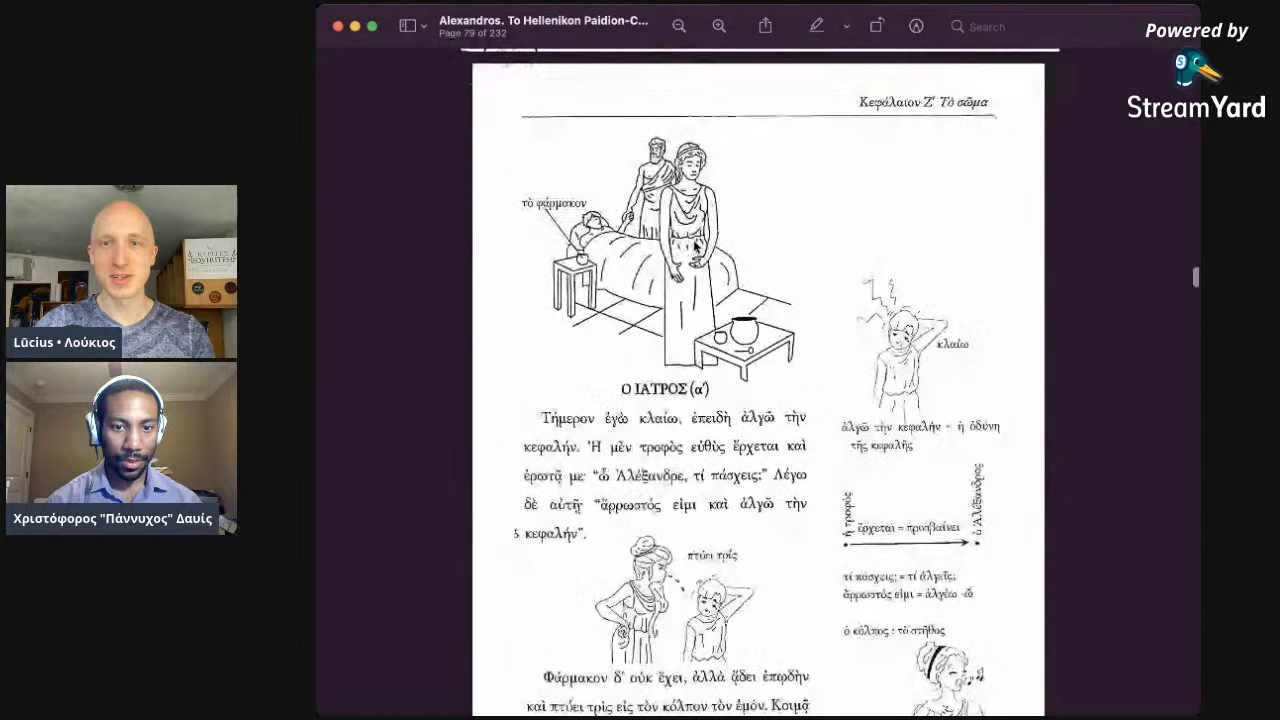 Alexandros. To Hellenikon Paidion-C...
Page 79 of 232
Search
Powered by
StreamYard
Κεφάλαιον Ζ' Τὸ σῶμα
τὸ φάρμακον
κλαίω
Ο ΙΑΤΡΟΣ (α')
Τήμερον ἐγὼ κλαίω, ἐπειδὴ ἀλγῶ τὴν
κεφαλήν. Ἡ μὲν τροφὸς εὐθὺς ἔρχεται καὶ
ἐρωτᾷ με· “ὦ Ἀλέξανδρε, τί πάσχεις;” Λέγω
δὲ αὐτῇ· “ἄρρωστός εἰμι καὶ ἀλγῶ τὴν
5 κεφαλήν”.
ἀλγῶ τὴν κεφαλήν = ἡ ὀδύνη
τῆς κεφαλῆς
ἡ τροφός
ἔρχεται = προσβαίνει
ὁ Ἀλέξανδρος
πτύει τρίς
τί πάσχεις; = τί ἀλγεῖς;
ἄρρωστός εἰμι = ἀλγέω -ῶ
ὁ κόλπος : τὸ στῆθος
Φάρμακον δ' οὐκ ἔχει, ἀλλὰ ᾄδει ἐπῳδὴν
καὶ πτύει τρὶς εἰς τὸν κόλπον τὸν ἐμόν. Κοιμᾷ
Lūcius • Λούκιος
Χριστόφορος "Πάννυχος" Δαυίς